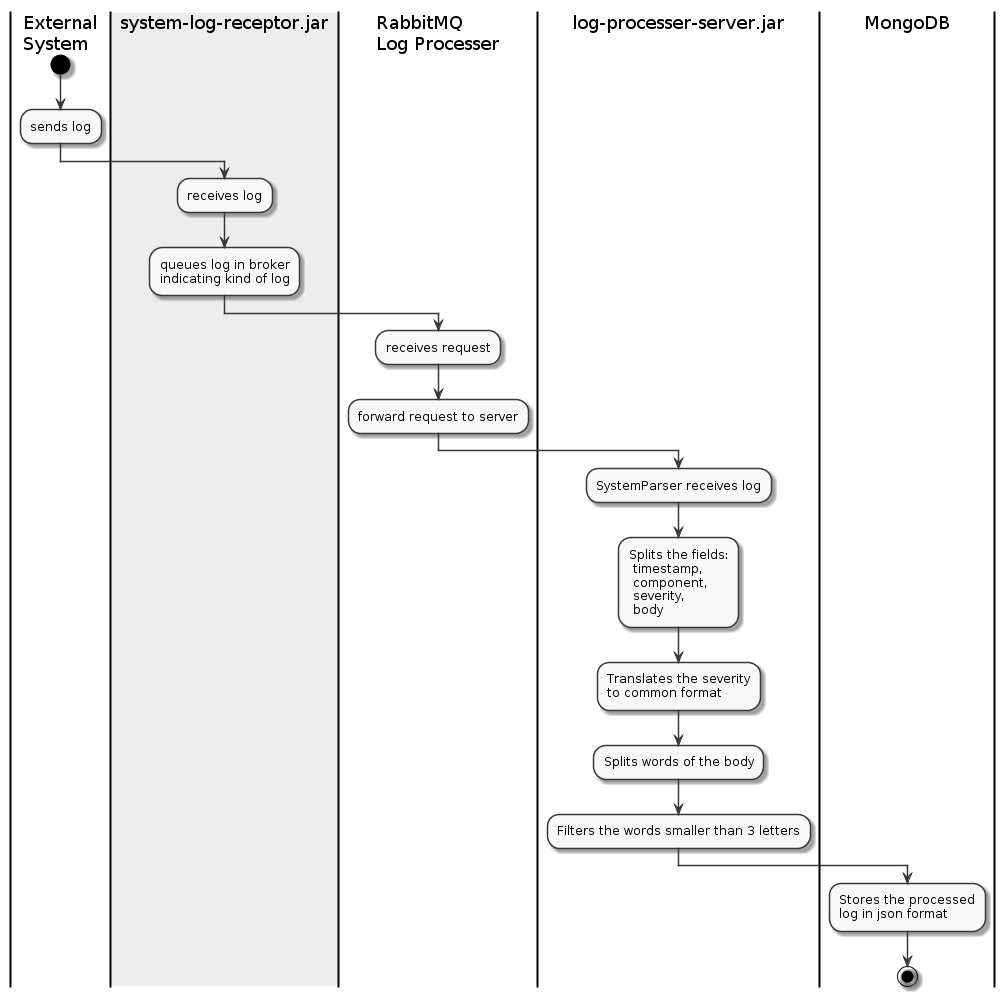 External
System
system-log-receptor.jar
RabbitMQ
Log Processer
log-processer-server.jar
MongoDB
sends log
receives log
queues log in broker
indicating kind of log
receives request
forward request to server
SystemParser receives log
Splits the fields:
timestamp,
component,
severity,
body
Translates the severity
to common format
Splits words of the body
Filters the words smaller than 3 letters
Stores the processed
log in json format